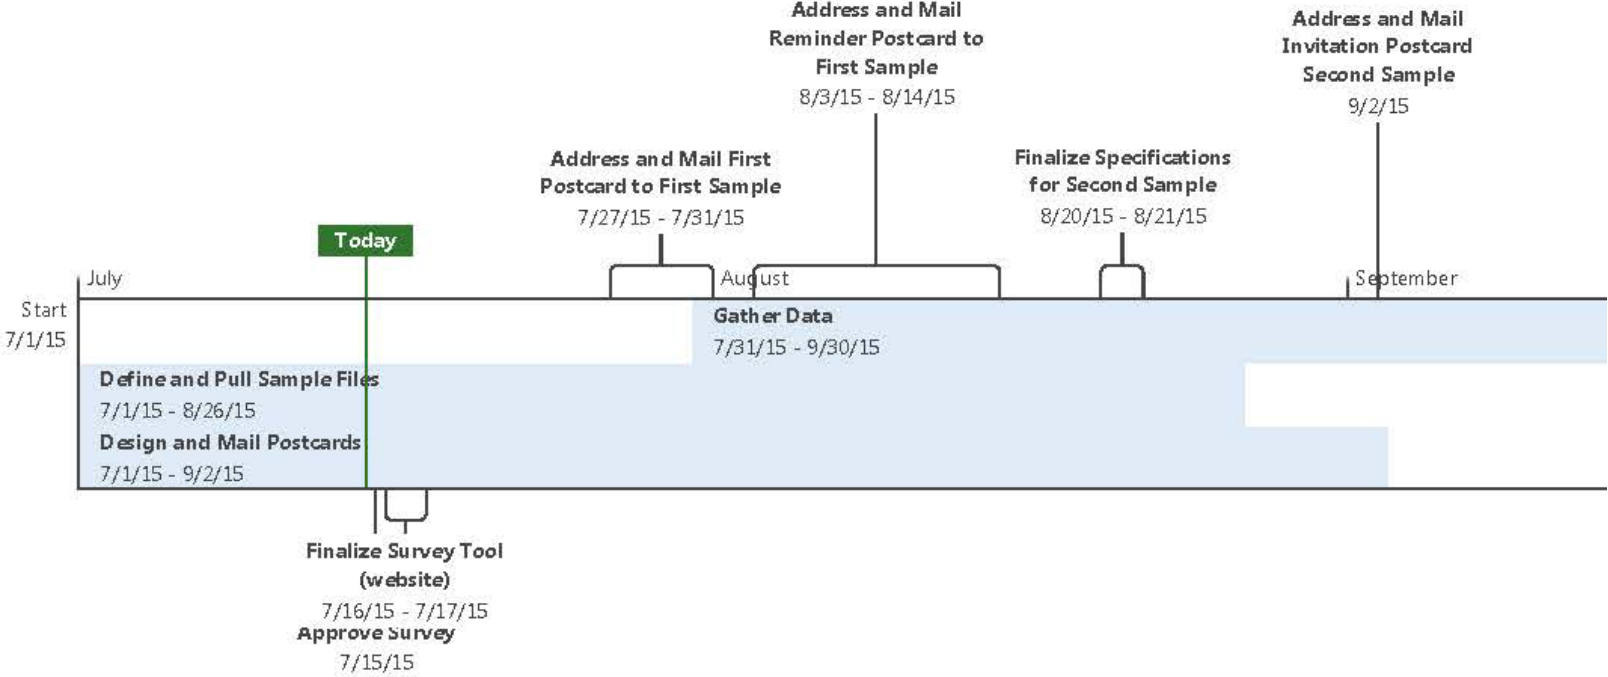 Address and Mail
Reminder Postcard to
First Sample
8/3/15 - 8/14/15
Address and Mail
Invitation Postcard
Second Sample
9/2/15
Address and Mail First
Postcard to First Sample
7/27/15 - 7/31/15
Finalize Specifications
for Second Sample
8/20/15 - 8/21/15
Today
July
August
September
Start
7/1/15
Gather Data
7/31/15 - 9/30/15
Define and Pull Sample Files
7/1/15 - 8/26/15
Design and Mail Postcards
7/1/15 - 9/2/15
Finalize Survey Tool
(website)
7/16/15 - 7/17/15
Approve Survey
7/15/15